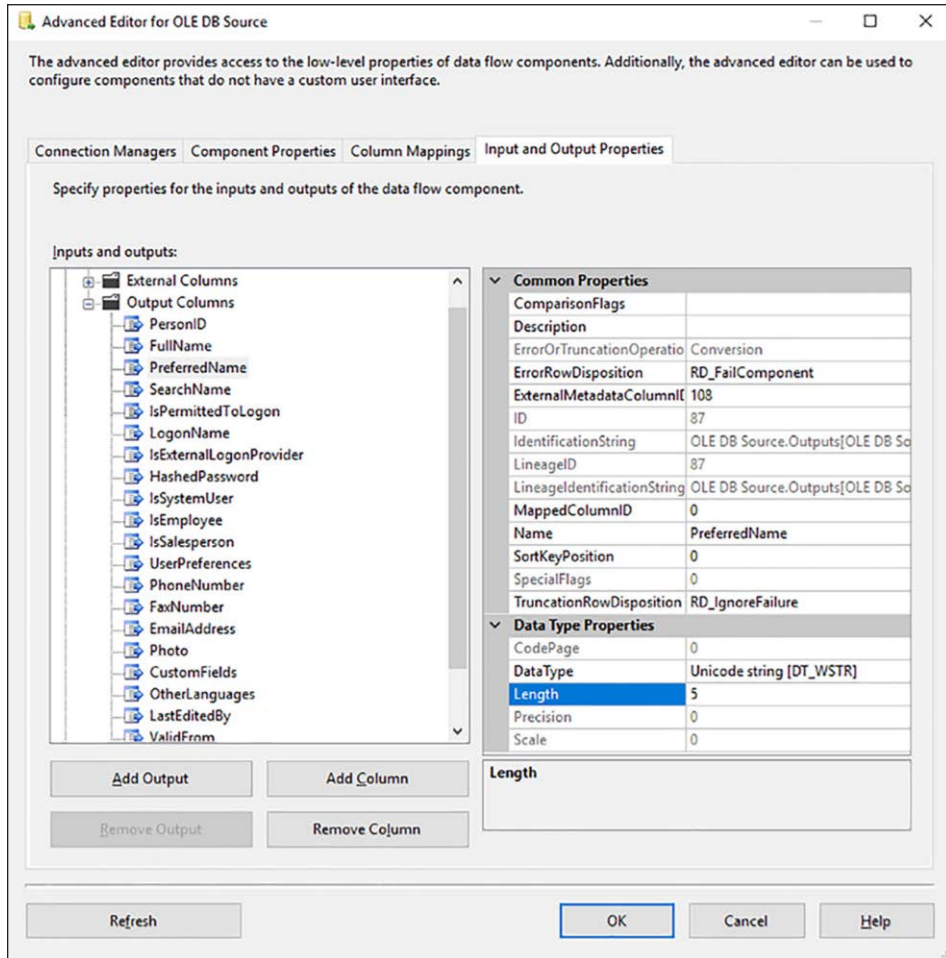 Advanced Editor for OLE DB Source
The advanced editor provides access to the low-level properties of data flow components. Additionally, the advanced editor can be used to
configure components that do not have a custom user interface.
Connection Managers Component Properties Column Mappings Input and Output Properties
Specify properties for the inputs and outputs of the data flow component.
Inputs and outputs:
External Columns
Output Columns
PersonID
FullName
PreferredName
SearchName
IsPermittedToLogon
LogonName
IsExternalLogonProvider
HashedPassword
IsSystemUser
IsEmployee
IsSalesperson
UserPreferences
PhoneNumber
FaxNumber
EmailAddress
Photo
CustomFields
OtherLanguages
LastEditedBy
ValidFrom
Common Properties
ComparisonFlags
Description
ErrorOrTruncationOperatio Conversion
ErrorRowDisposition RD_FailComponent
ExternalMetadataColumnID 108
ID 87
IdentificationString OLE DB Source.Outputs[OLE DB So
LineageID 87
LineageIdentificationString OLE DB Source.Outputs[OLE DB So
MappedColumnID 0
Name PreferredName
SortKeyPosition 0
SpecialFlags 0
TruncationRowDisposition RD_IgnoreFailure
Data Type Properties
CodePage 0
DataType Unicode string [DT_WSTR]
Length 5
Precision 0
Scale 0
Length
Add Output Add Column
Remove Output Remove Column
Refresh OK Cancel Help